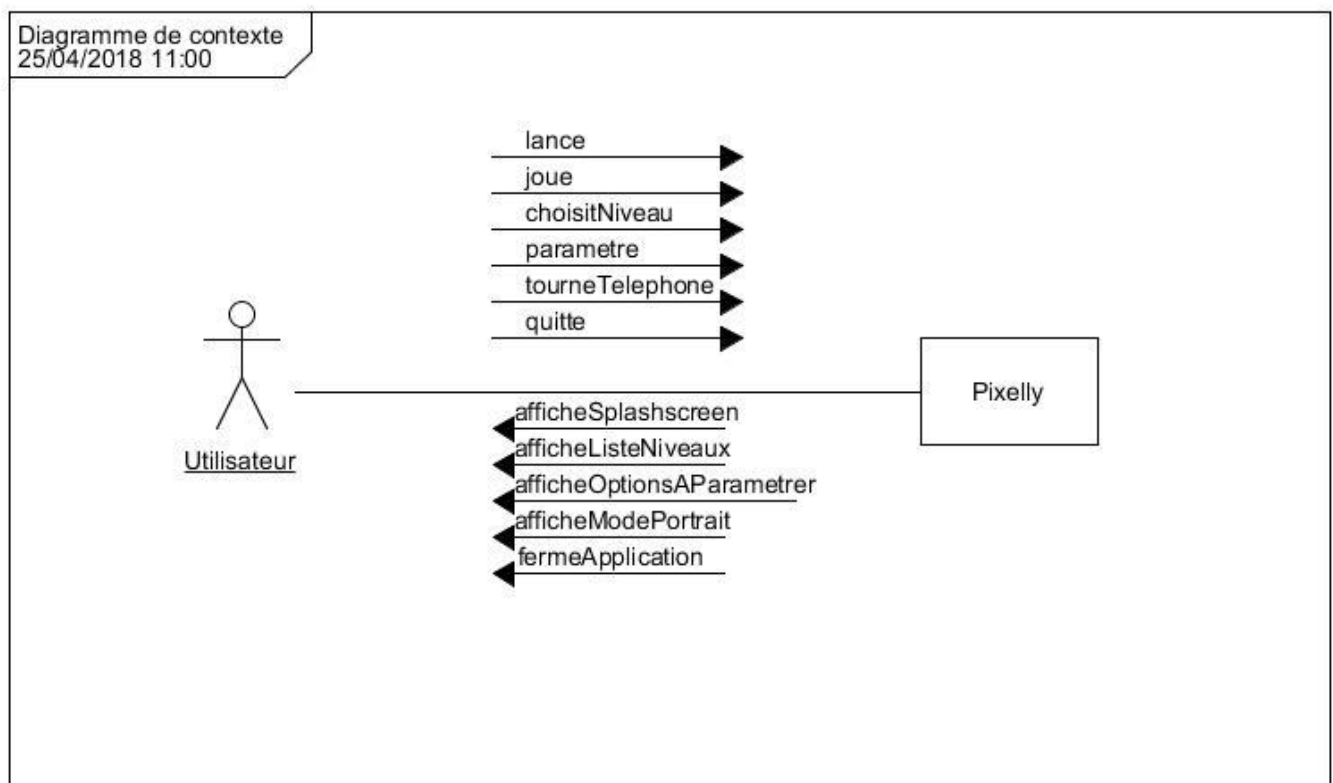 Diagramme de contexte
25/04/2018 11:00
lance
joue
choisitNiveau
parametre
tourneTelephone
quitte
Utilisateur
Pixelly
afficheSplashscreen
afficheListeNiveaux
afficheOptionsAParametrer
afficheModePortrait
fermeApplication